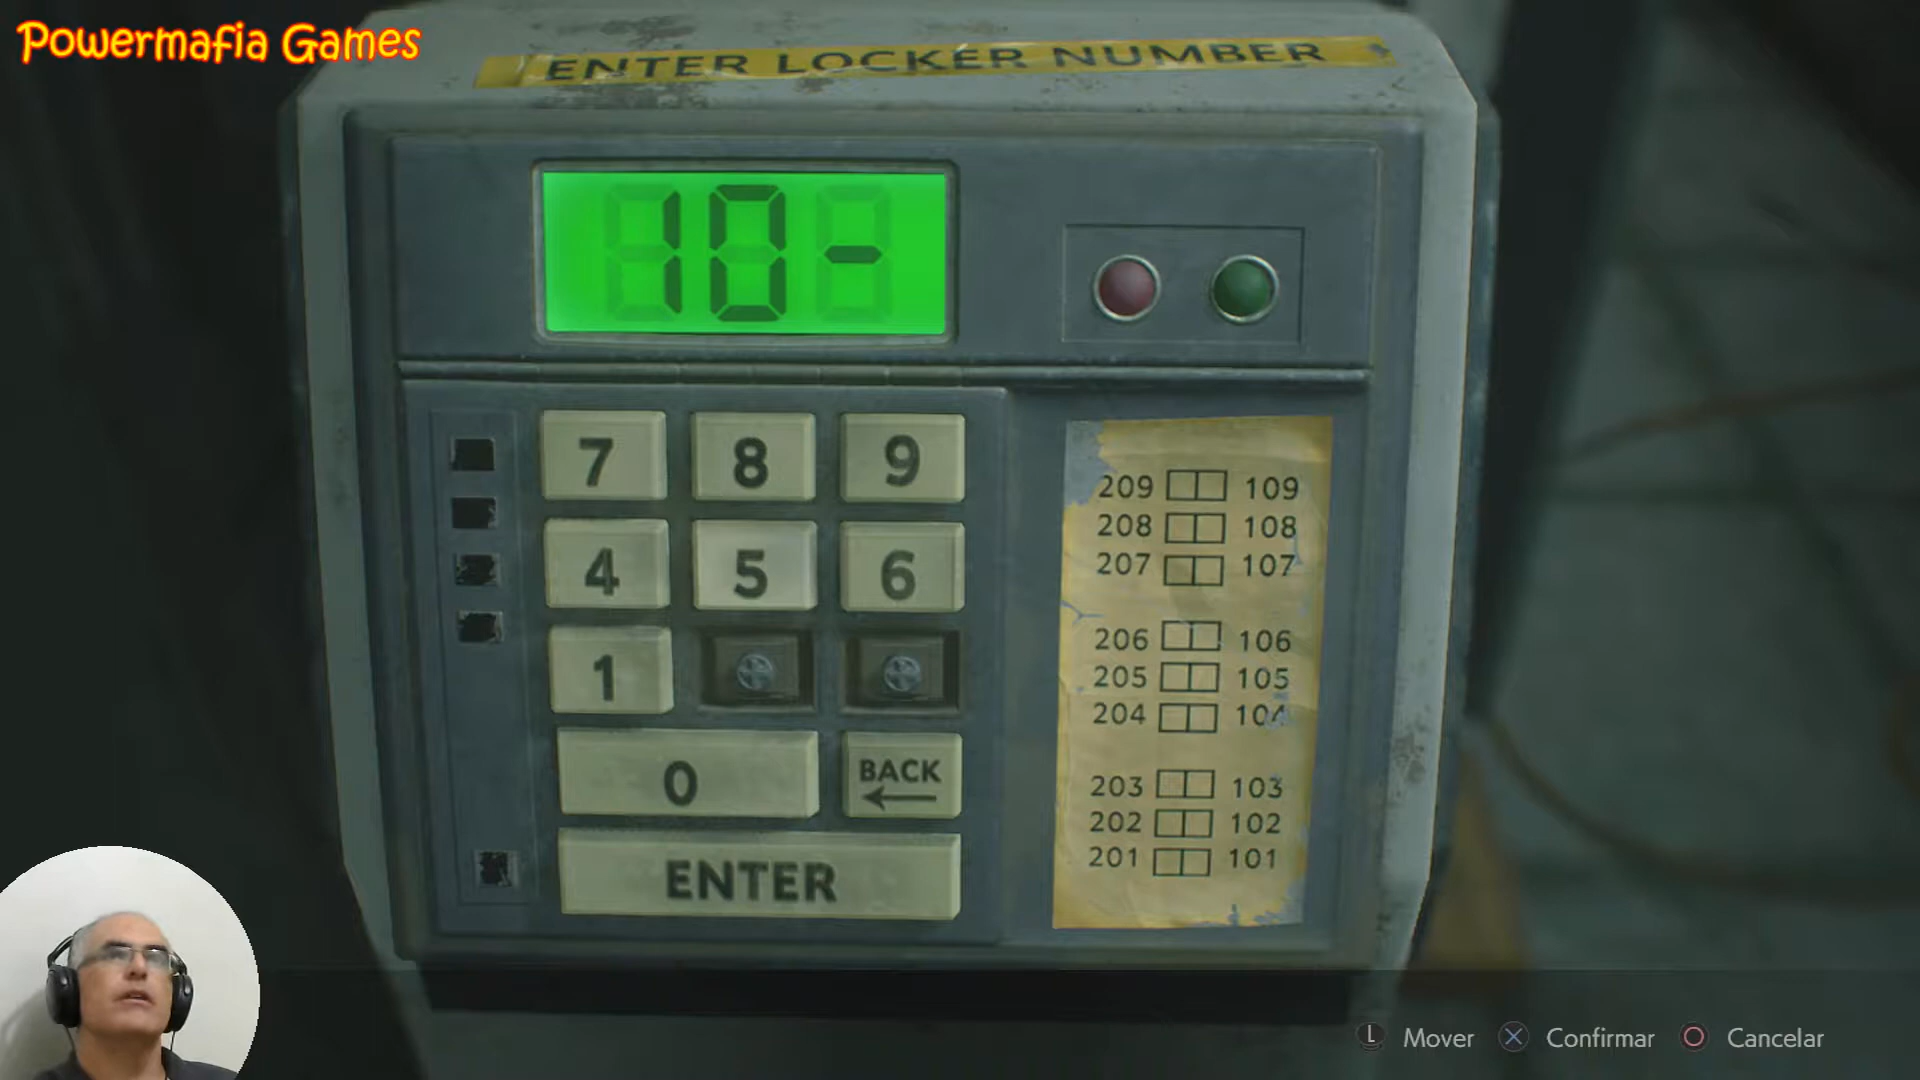 Powermafia Games
ENTER LOCKER NUMBER
10-
7 8 9
4 5 6
1
0 BACK
ENTER
209 109
208 108
207 107
206 106
205 105
204 104
203 103
202 102
201 101
L Mover Confirmar Cancelar